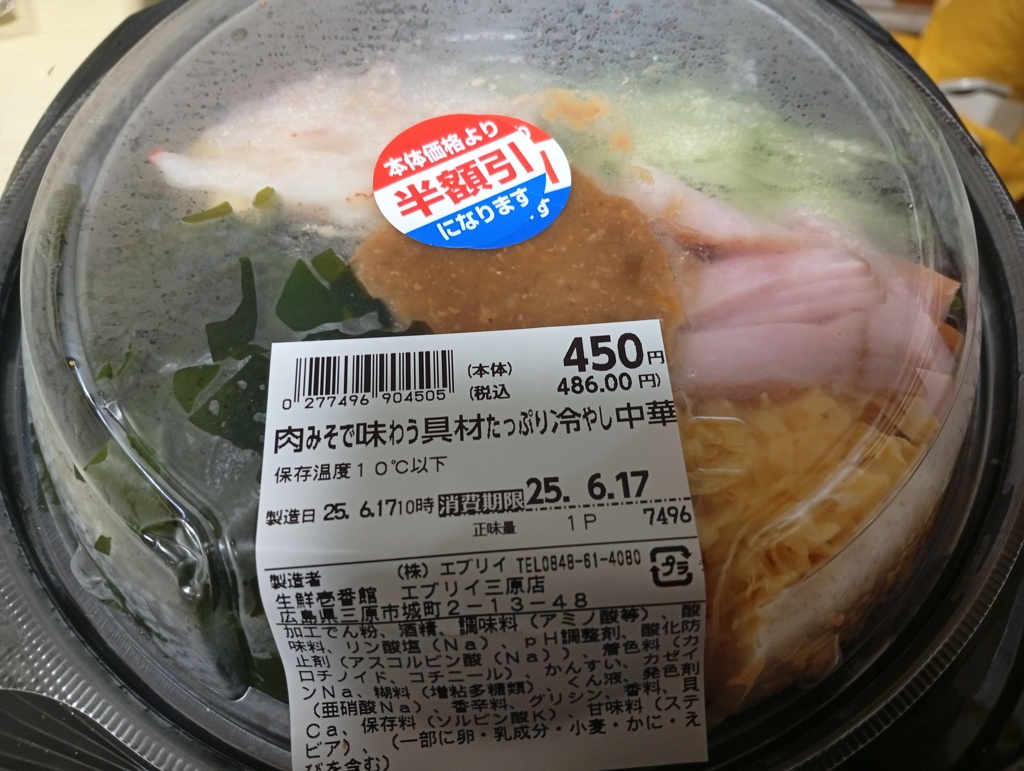 本体価格より
半額引
になります
す
0 277496 904505
(本体) 450円
(税込 486.00 円)
肉みそで味わう具材たっぷり冷やし中華
保存温度10℃以下
製造日 25. 6.17 10時 消費期限 25. 6.17
正味量 1P 7496
製造者 (株) エブリイ TEL0848-61-4080
生鮮壱番館 エブリイ三原店
広島県三原市城町2-13-48
プラ
加工でん粉、酒精、調味料(アミノ酸等)、酸
味料、リン酸塩(Na)、pH調整剤、酸化防
止剤(アスコルビン酸(Na))、着色料(カ
ロチノイド、コチニール)、かんすい、カゼイ
ンNa、糊料(増粘多糖類)、くん液、発色剤
(亜硝酸Na)、香辛料、グリシン、香料、貝
Ca、保存料(ソルビン酸K)、甘味料(ステ
ビア)、(一部に卵・乳成分・小麦・かに・え
びを含む)